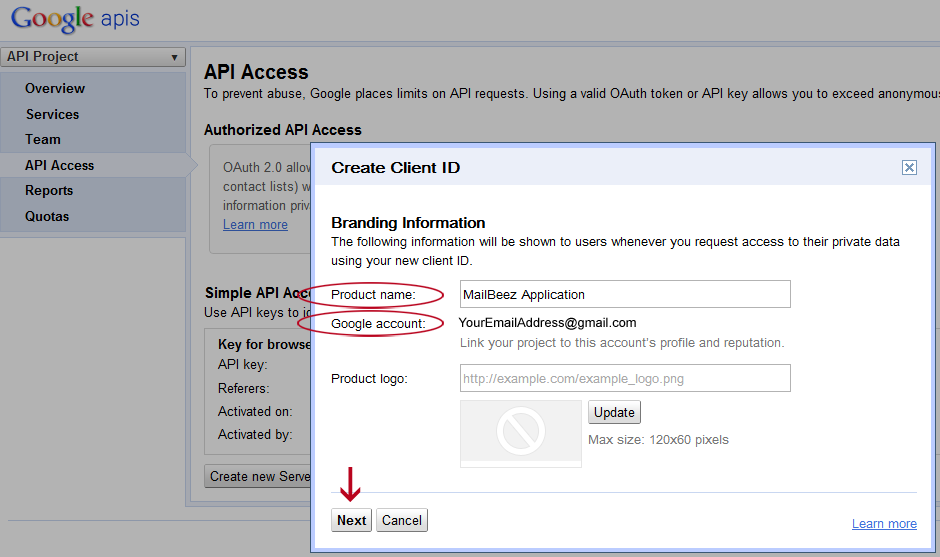 Google apis
API Project
Overview
Services
Team
API Access
Reports
Quotas
API Access
To prevent abuse, Google places limits on API requests. Using a valid OAuth token or API key allows you to exceed
Authorized API Access
OAuth 2.0
contact lists)
information
Learn more
Simple API
Use API keys to
Key for
API key:
Referers:
Activated on:
Activated by:
Create new
Create Client ID
Branding Information
The following information will be shown to users whenever you request access to their private data
using your new client ID.
Product name: MailBeez Application
Google account: YourEmailAddress@gmail.com
Link your project to this account's profile and reputation.
Product logo: http://example.com/example_logo.png
Update
Max size: 120x60 pixels
Next Cancel
Learn more